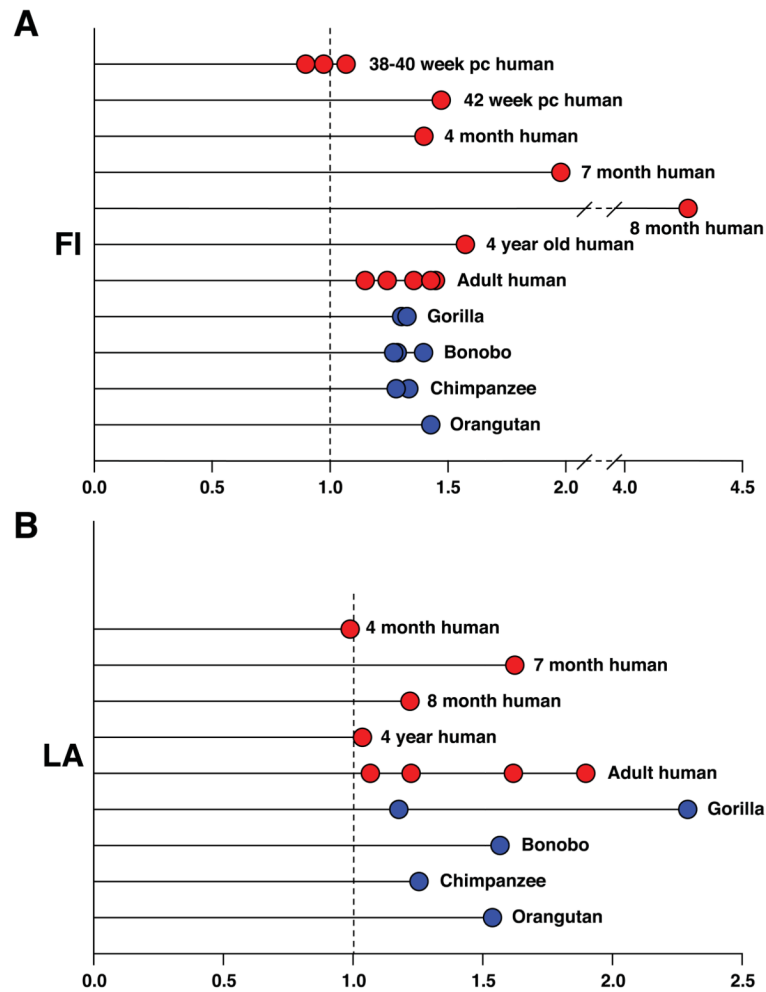 A
38-40 week pc human
42 week pc human
4 month human
7 month human
8 month human
FI
4 year old human
Adult human
Gorilla
Bonobo
Chimpanzee
Orangutan
0.0 0.5 1.0 1.5 2.0 4.0 4.5
B
4 month human
7 month human
8 month human
4 year human
LA
Adult human
Gorilla
Bonobo
Chimpanzee
Orangutan
0.0 0.5 1.0 1.5 2.0 2.5